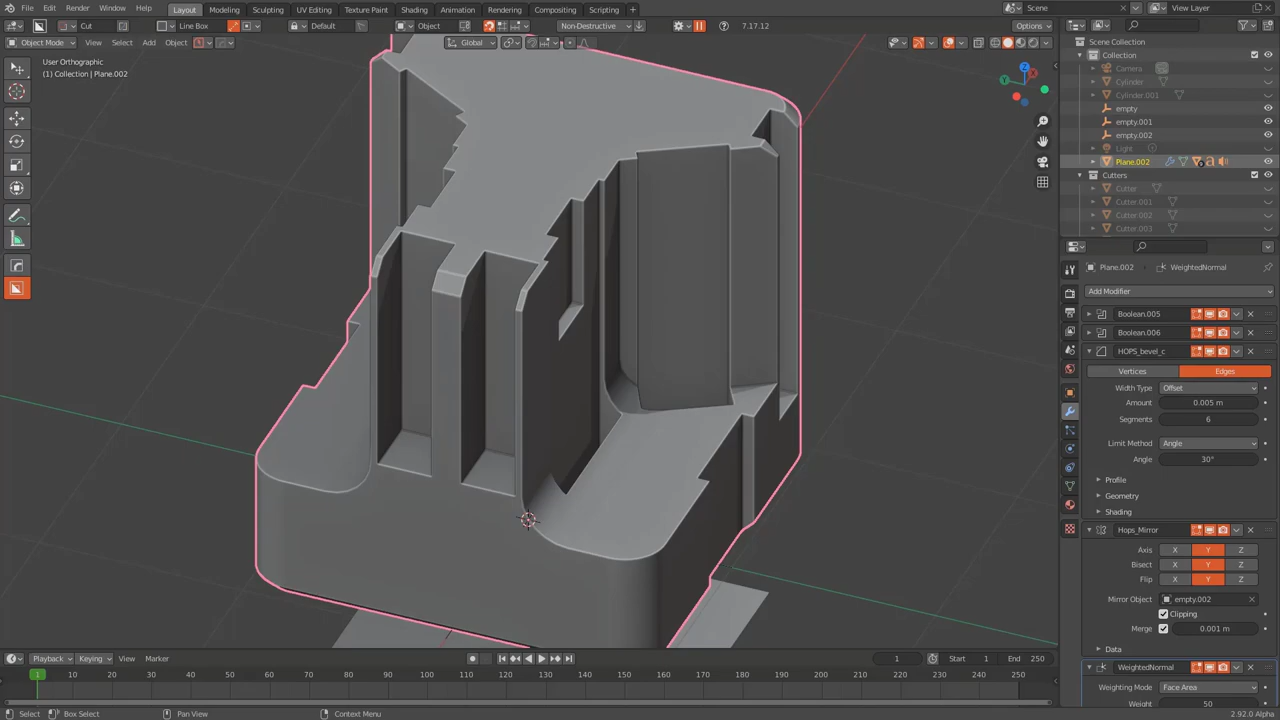 File Edit Render Window Help Layout Modeling Sculpting UV Editing Texture Paint Shading Animation Rendering Compositing Scripting + Scene View Layer
Cut Line Box Default Object Non-Destructive 7.17.12 Options
Object Mode View Select Add Object Global
User Orthographic
(1) Collection | Plane.002
Scene Collection
Collection
Camera
Cylinder
Cylinder.001
empty
empty.001
empty.002
Light
Plane.002
Cutters
Cutter
Cutter.001
Cutter.002
Cutter.003
Plane.002 WeightedNormal
Add Modifier
Boolean.005
Boolean.006
HOPS_bevel_c
Vertices Edges
Width Type Offset
Amount 0.005 m
Segments 6
Limit Method Angle
Angle 30°
Profile
Geometry
Shading
Hops_Mirror
Axis X Y Z
Bisect X Y Z
Flip X Y Z
Mirror Object empty.002
Clipping
Merge 0.001 m
Data
WeightedNormal
Weighting Mode Face Area
Weight 50
Z
Y
X
Playback Keying View Marker 1 Start 1 End 250
1 10 20 30 40 50 60 70 80 90 100 110 120 130 140 150 160 170 180 190 200 210 220 230 240 250
Select Box Select Pan View Context Menu 2.92.0 Alpha